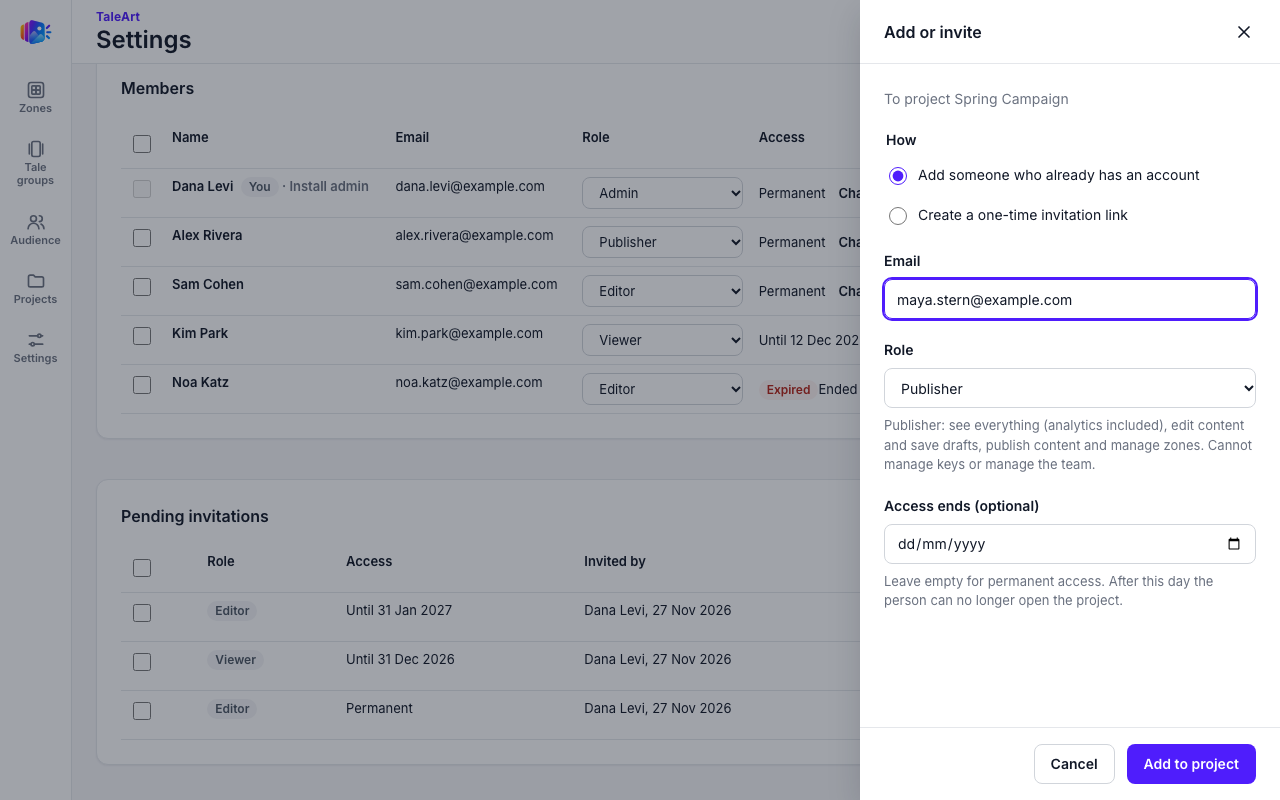 TaleArt
Settings
Zones
Tale
groups
Audience
Projects
Settings
Members
Name Email Role Access
Dana Levi You · Install admin dana.levi@example.com Admin Permanent
Alex Rivera alex.rivera@example.com Publisher Permanent
Sam Cohen sam.cohen@example.com Editor Permanent
Kim Park kim.park@example.com Viewer Until 12 Dec
Noa Katz noa.katz@example.com Editor Expired Ended
Pending invitations
Role Access Invited by
Editor Until 31 Jan 2027 Dana Levi, 27 Nov 2026
Viewer Until 31 Dec 2026 Dana Levi, 27 Nov 2026
Editor Permanent Dana Levi, 27 Nov 2026
Add or invite
To project Spring Campaign
How
Add someone who already has an account
Create a one-time invitation link
Email
maya.stern@example.com
Role
Publisher
Publisher: see everything (analytics included), edit content
and save drafts, publish content and manage zones. Cannot
manage keys or manage the team.
Access ends (optional)
dd/mm/yyyy
Leave empty for permanent access. After this day the
person can no longer open the project.
Cancel
Add to project